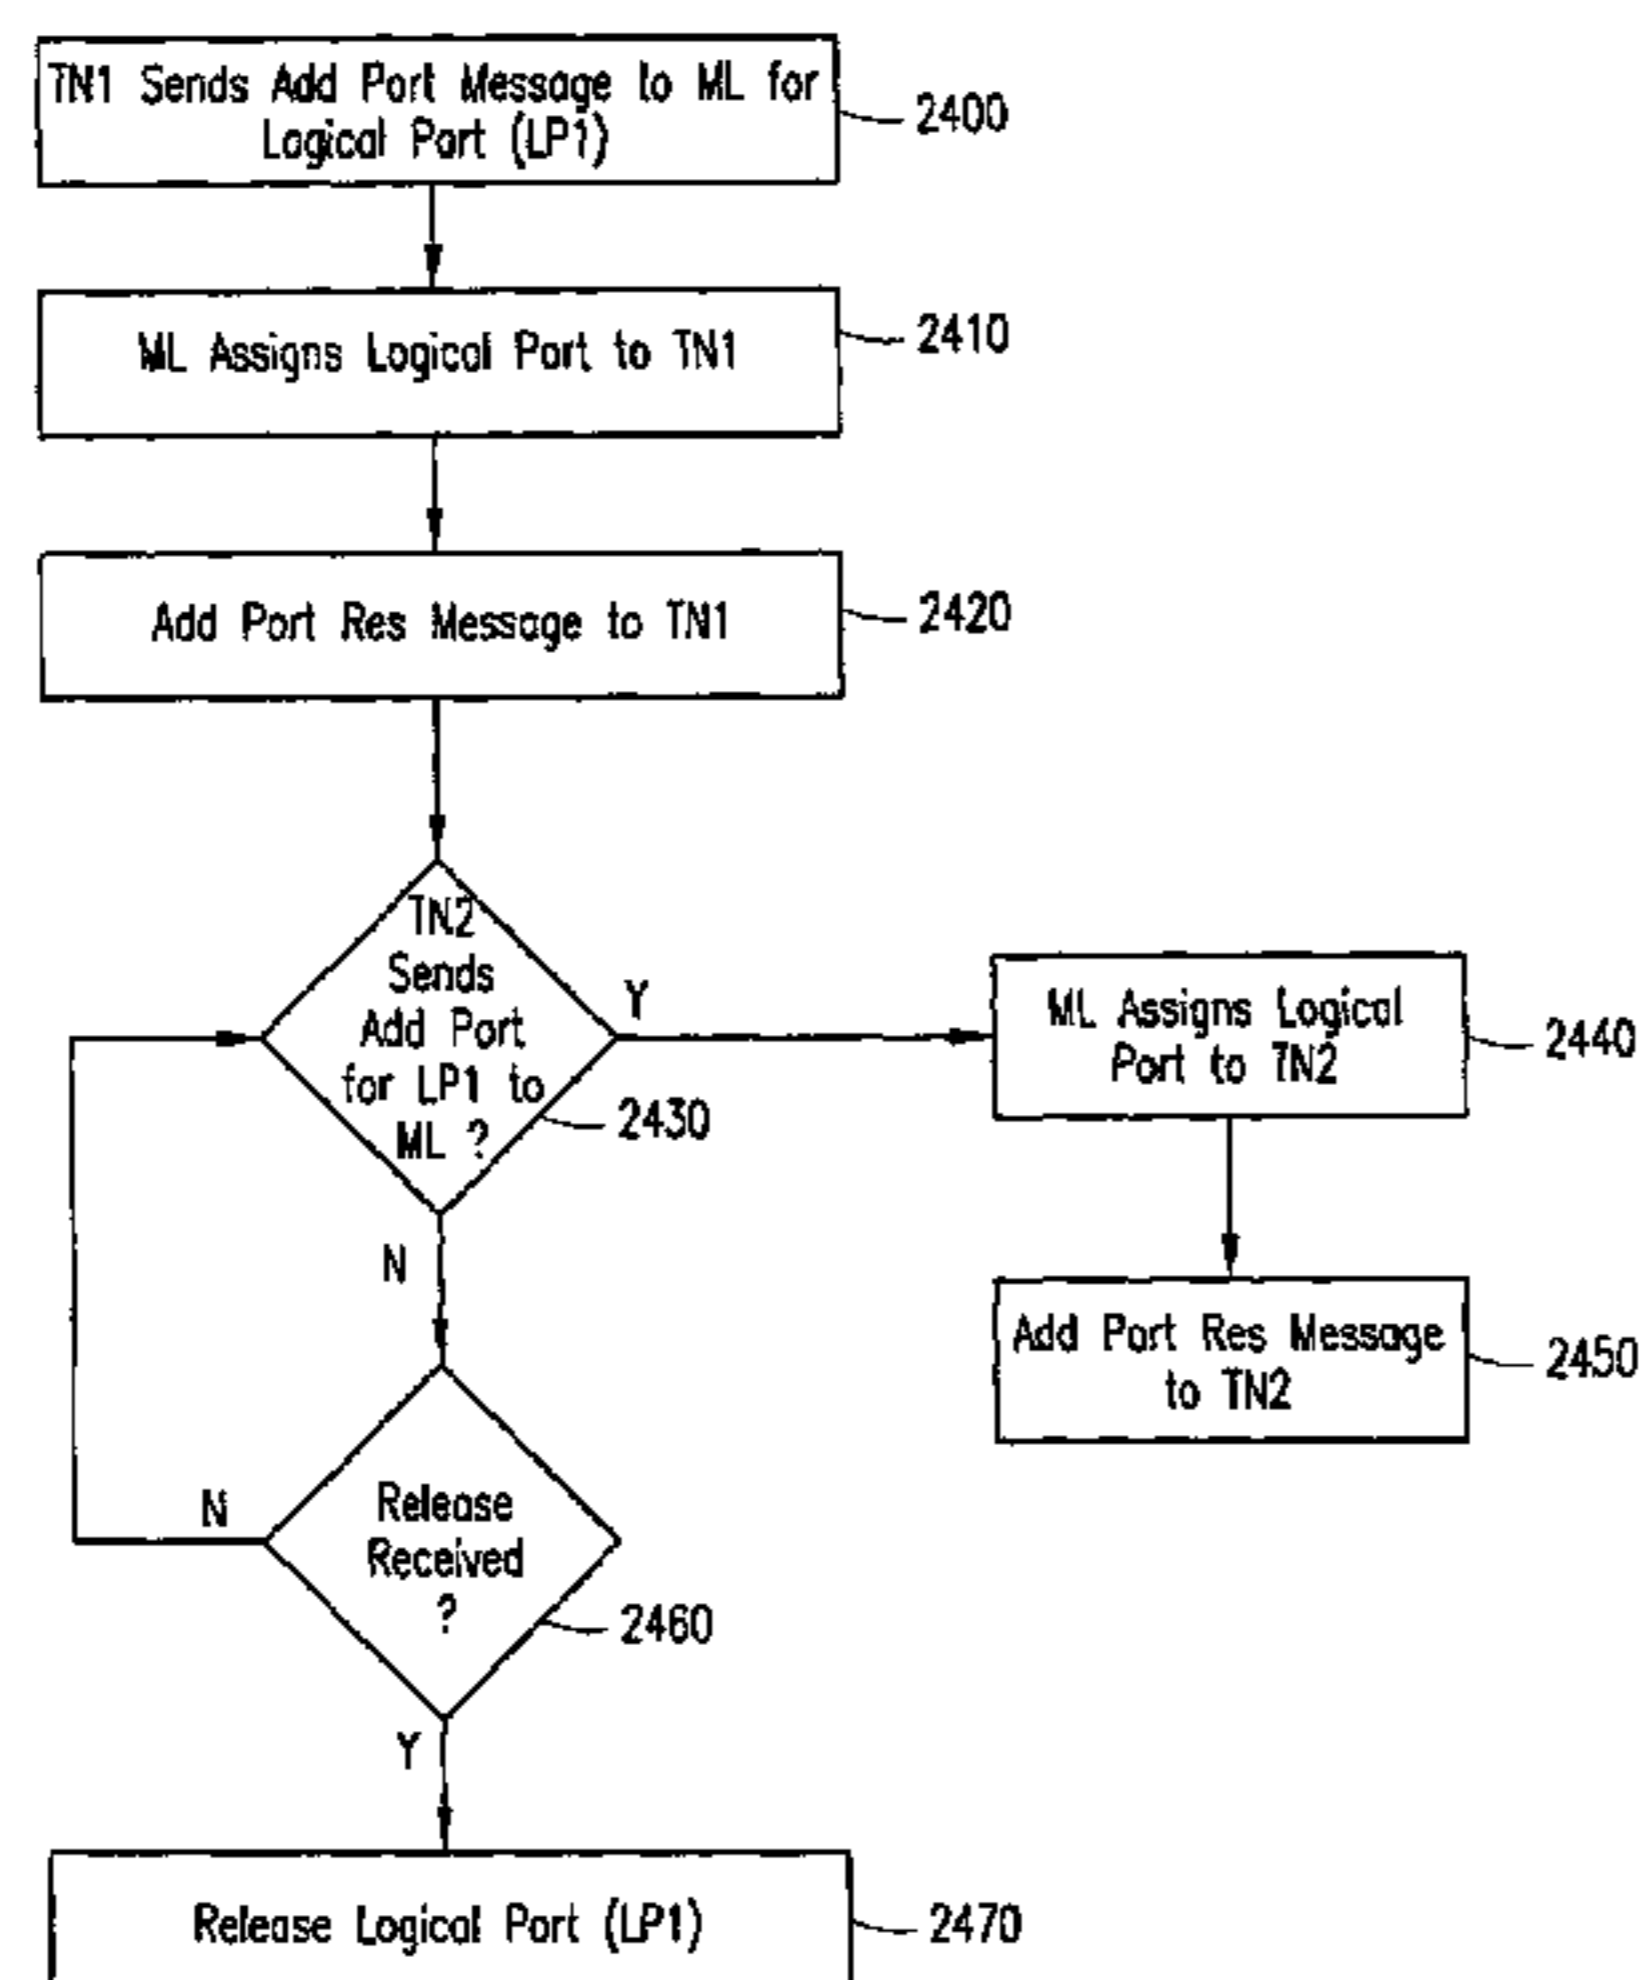 TN1 Sends Add Port Message to ML for
Logical Port (LP1)
2400
ML Assigns Logical Port to TN1
2410
Add Port Res Message to TN1
2420
TN2
Sends
Add Port
for LP1 to
ML ?
2430
Y
ML Assigns Logical
Port to TN2
2440
N
Add Port Res Message
to TN2
2450
N
Release
Received
?
2460
Y
Release Logical Port (LP1)
2470